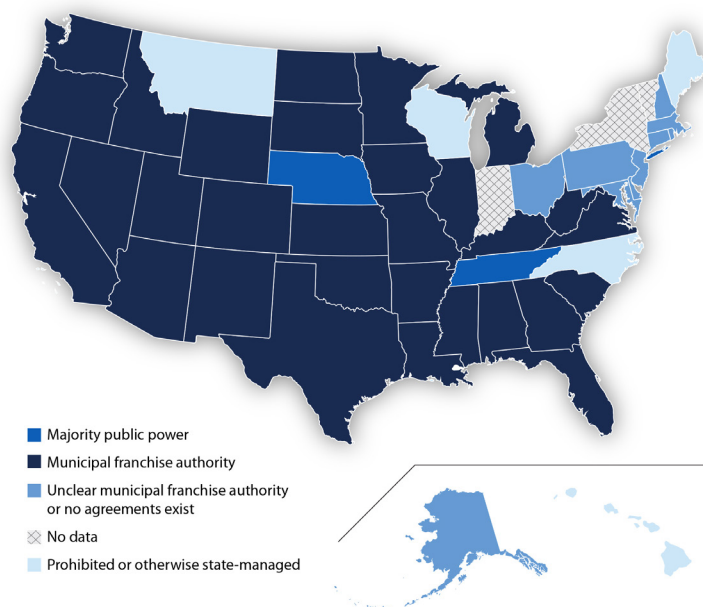 Majority public power
Municipal franchise authority
Unclear municipal franchise authority
or no agreements exist
No data
Prohibited or otherwise state-managed